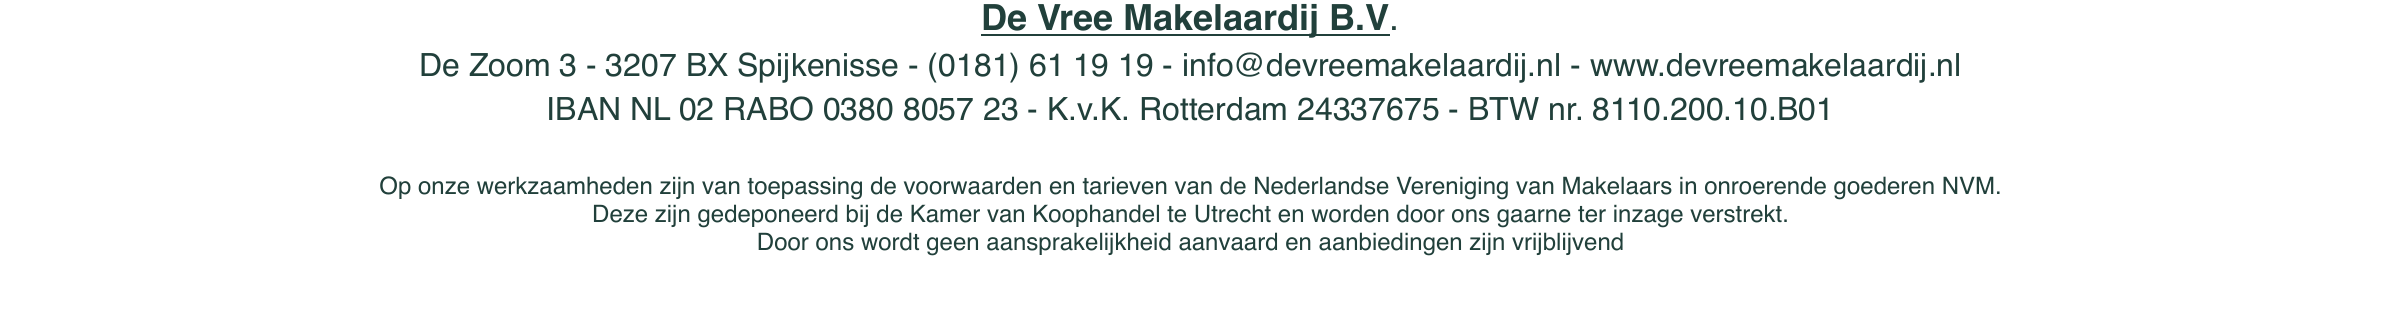 De Vree Makelaardij B.V.
De Zoom 3 - 3207 BX Spijkenisse - (0181) 61 19 19 - info@devreemakelaardij.nl - www.devreemakelaardij.nl
IBAN NL 02 RABO 0380 8057 23 - K.v.K. Rotterdam 24337675 - BTW nr. 8110.200.10.B01
Op onze werkzaamheden zijn van toepassing de voorwaarden en tarieven van de Nederlandse Vereniging van Makelaars in onroerende goederen NVM.
Deze zijn gedeponeerd bij de Kamer van Koophandel te Utrecht en worden door ons gaarne ter inzage verstrekt.
Door ons wordt geen aansprakelijkheid aanvaard en aanbiedingen zijn vrijblijvend